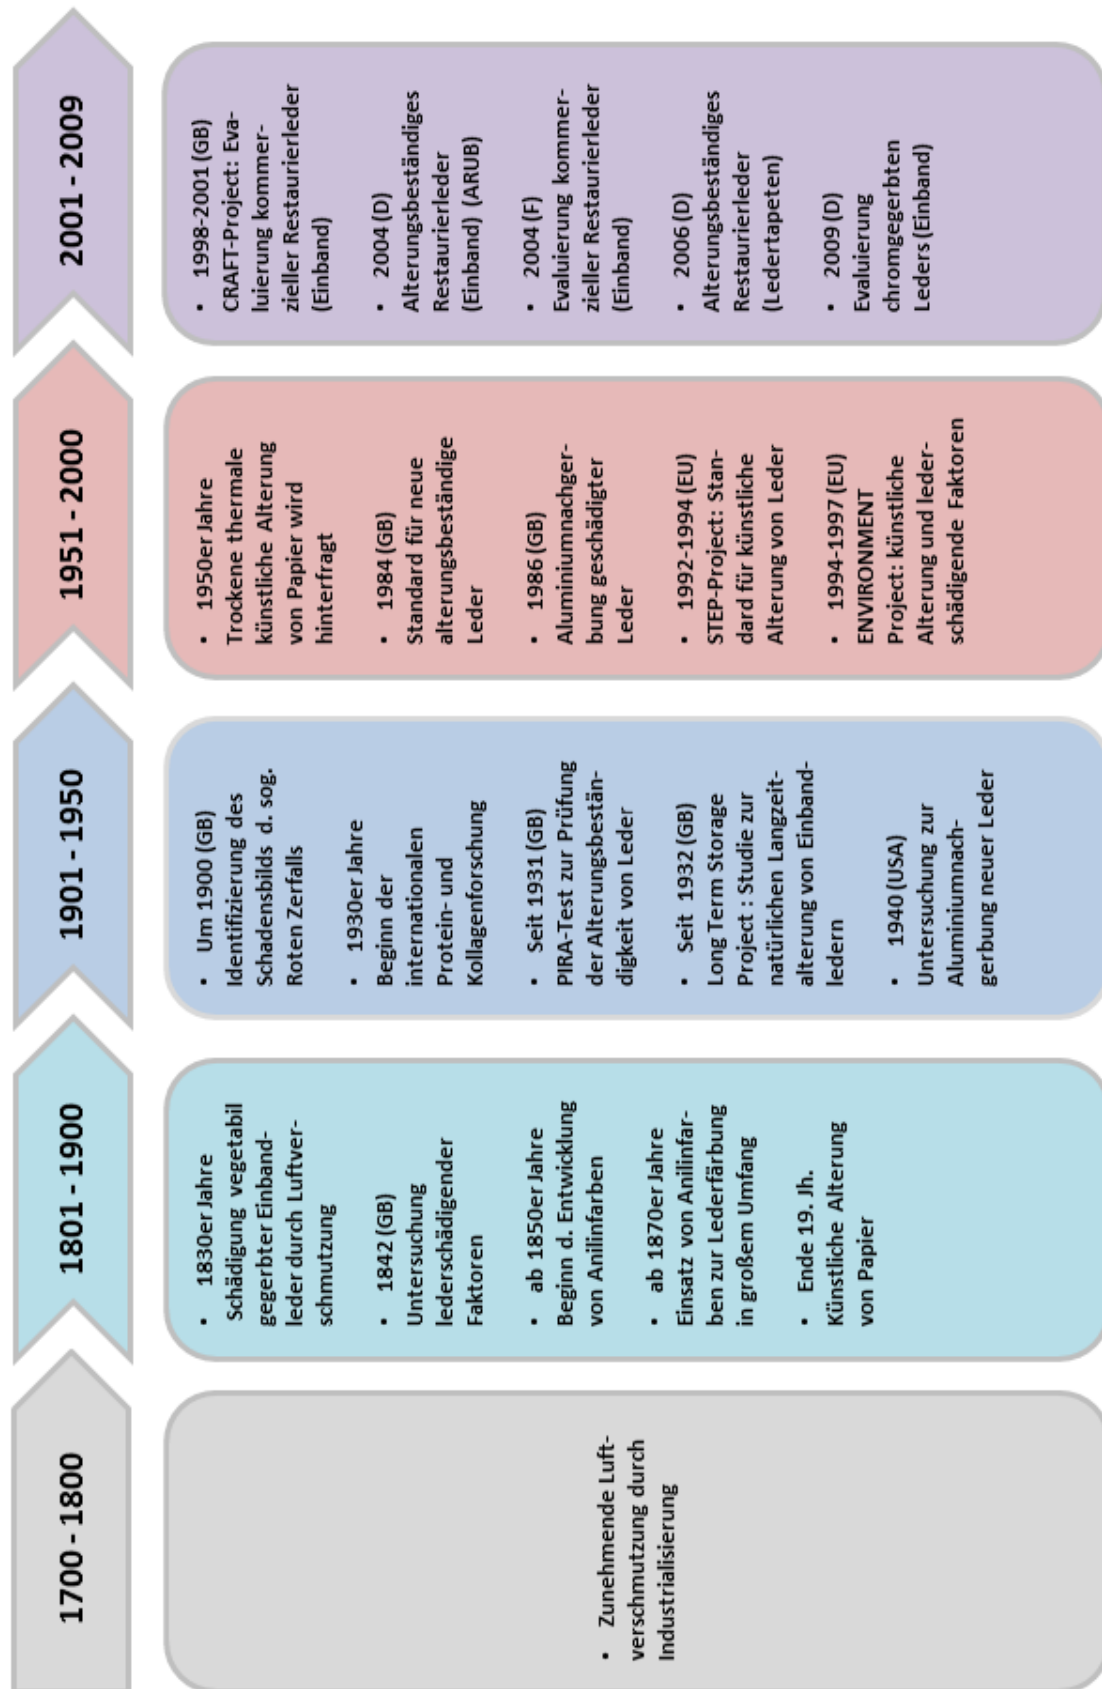 1700 - 1800
• Zunehmende Luft-
verschmutzung durch
Industrialisierung
1801 - 1900
• 1830er Jahre
Schädigung vegetabil
gegerbter Einband-
leder durch Luftver-
schmutzung
• 1842 (GB)
Untersuchung
lederschädigender
Faktoren
• ab 1850er Jahre
Beginn d. Entwicklung
von Anilinfarben
• ab 1870er Jahre
Einsatz von Anilinfar-
ben zur Lederfärbung
in großem Umfang
• Ende 19. Jh.
Künstliche Alterung
von Papier
1901 - 1950
• Um 1900 (GB)
Identifizierung des
Schadensbilds d. sog.
Roten Zerfalls
• 1930er Jahre
Beginn der
internationalen
Protein- und
Kollagenforschung
• Seit 1931 (GB)
PIRA-Test zur Prüfung
der Alterungsbestän-
digkeit von Leder
• Seit 1932 (GB)
Long Term Storage
Project : Studie zur
natürlichen Langzeit-
alterung von Einband-
ledern
• 1940 (USA)
Untersuchung zur
Aluminiumnach-
gerbung neuer Leder
1951 - 2000
• 1950er Jahre
Trockene thermale
künstliche Alterung
von Papier wird
hinterfragt
• 1984 (GB)
Standard für neue
alterungsbeständige
Leder
• 1986 (GB)
Aluminiumnachger-
bung geschädigter
Leder
• 1992-1994 (EU)
STEP-Project: Stan-
dard für künstliche
Alterung von Leder
• 1994-1997 (EU)
ENVIRONMENT
Project: künstliche
Alterung und leder-
schädigende Faktoren
2001 - 2009
• 1998-2001 (GB)
CRAFT-Project: Eva-
luierung kommer-
zieller Restaurierleder
(Einband)
• 2004 (D)
Alterungsbeständiges
Restaurierleder
(Einband) (ARUB)
• 2004 (F)
Evaluierung kommer-
zieller Restaurierleder
(Einband)
• 2006 (D)
Alterungsbeständiges
Restaurierleder
(Ledertapeten)
• 2009 (D)
Evaluierung
chromgegerbten
Leders (Einband)